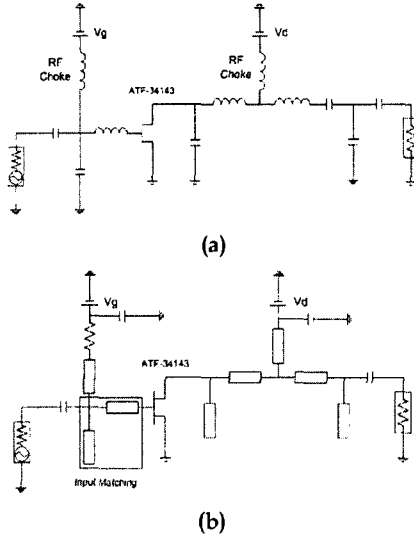 Vg
Vd
RF
Choke
RF
Choke
ATF-34143
(a)
Vg
Vd
ATF-34143
Input Matching
(b)